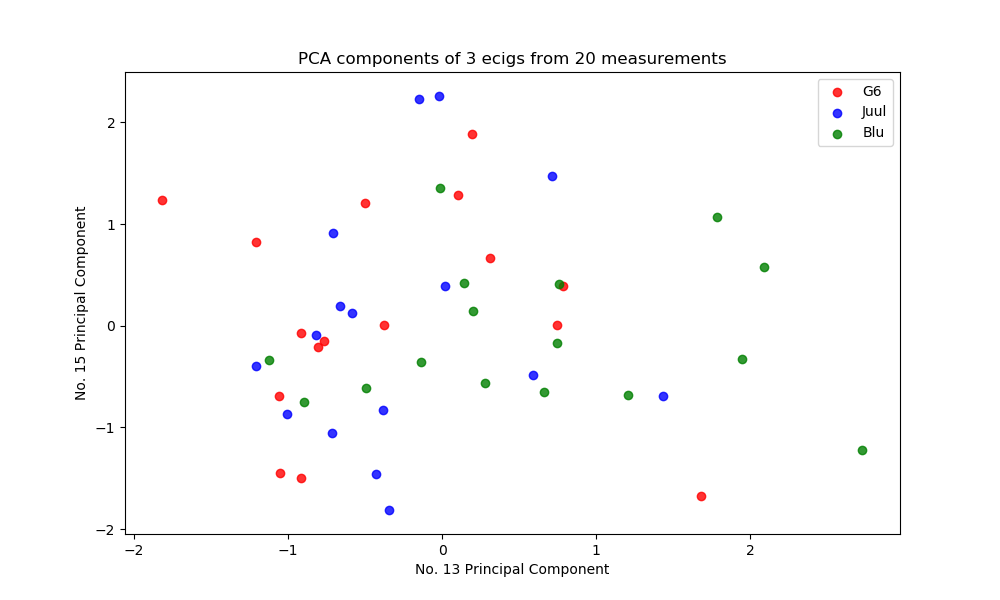 PCA components of 3 ecigs from 20 measurements
G6
Juul
Blu
2
1
0
−1
−2
No. 15 Principal Component
−2
−1
0
1
2
No. 13 Principal Component